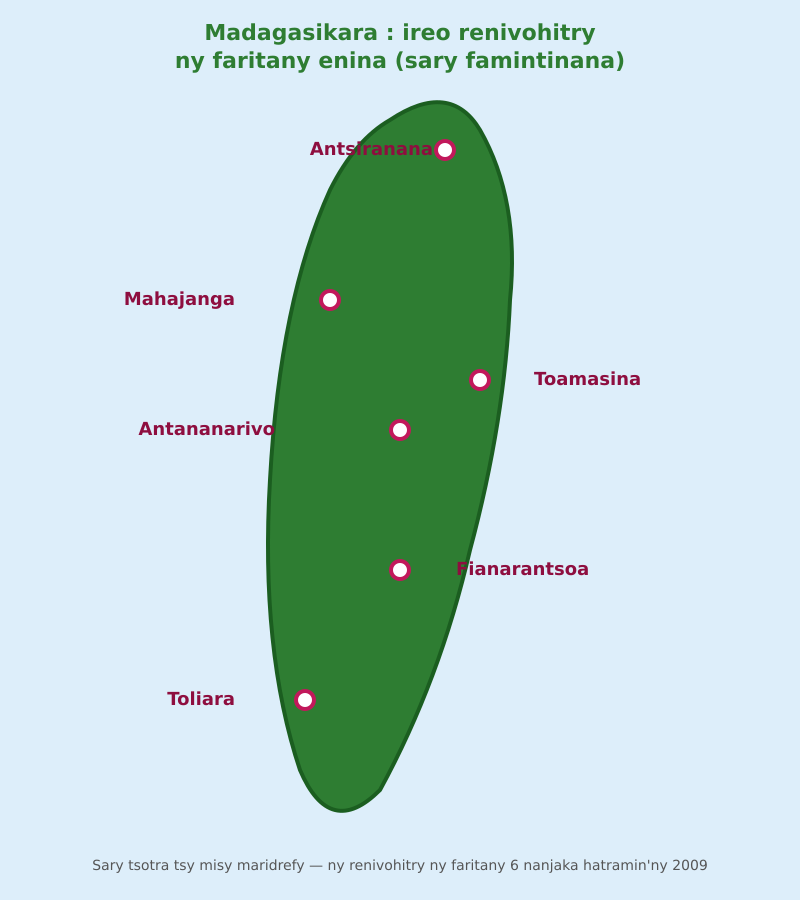 Madagasikara : ireo renivohitry
ny faritany enina (sary famintinana)
Antsiranana
Mahajanga
Toamasina
Antananarivo
Fianarantsoa
Toliara
Sary tsotra tsy misy maridrefy — ny renivohitry ny faritany 6 nanjaka hatramin'ny 2009